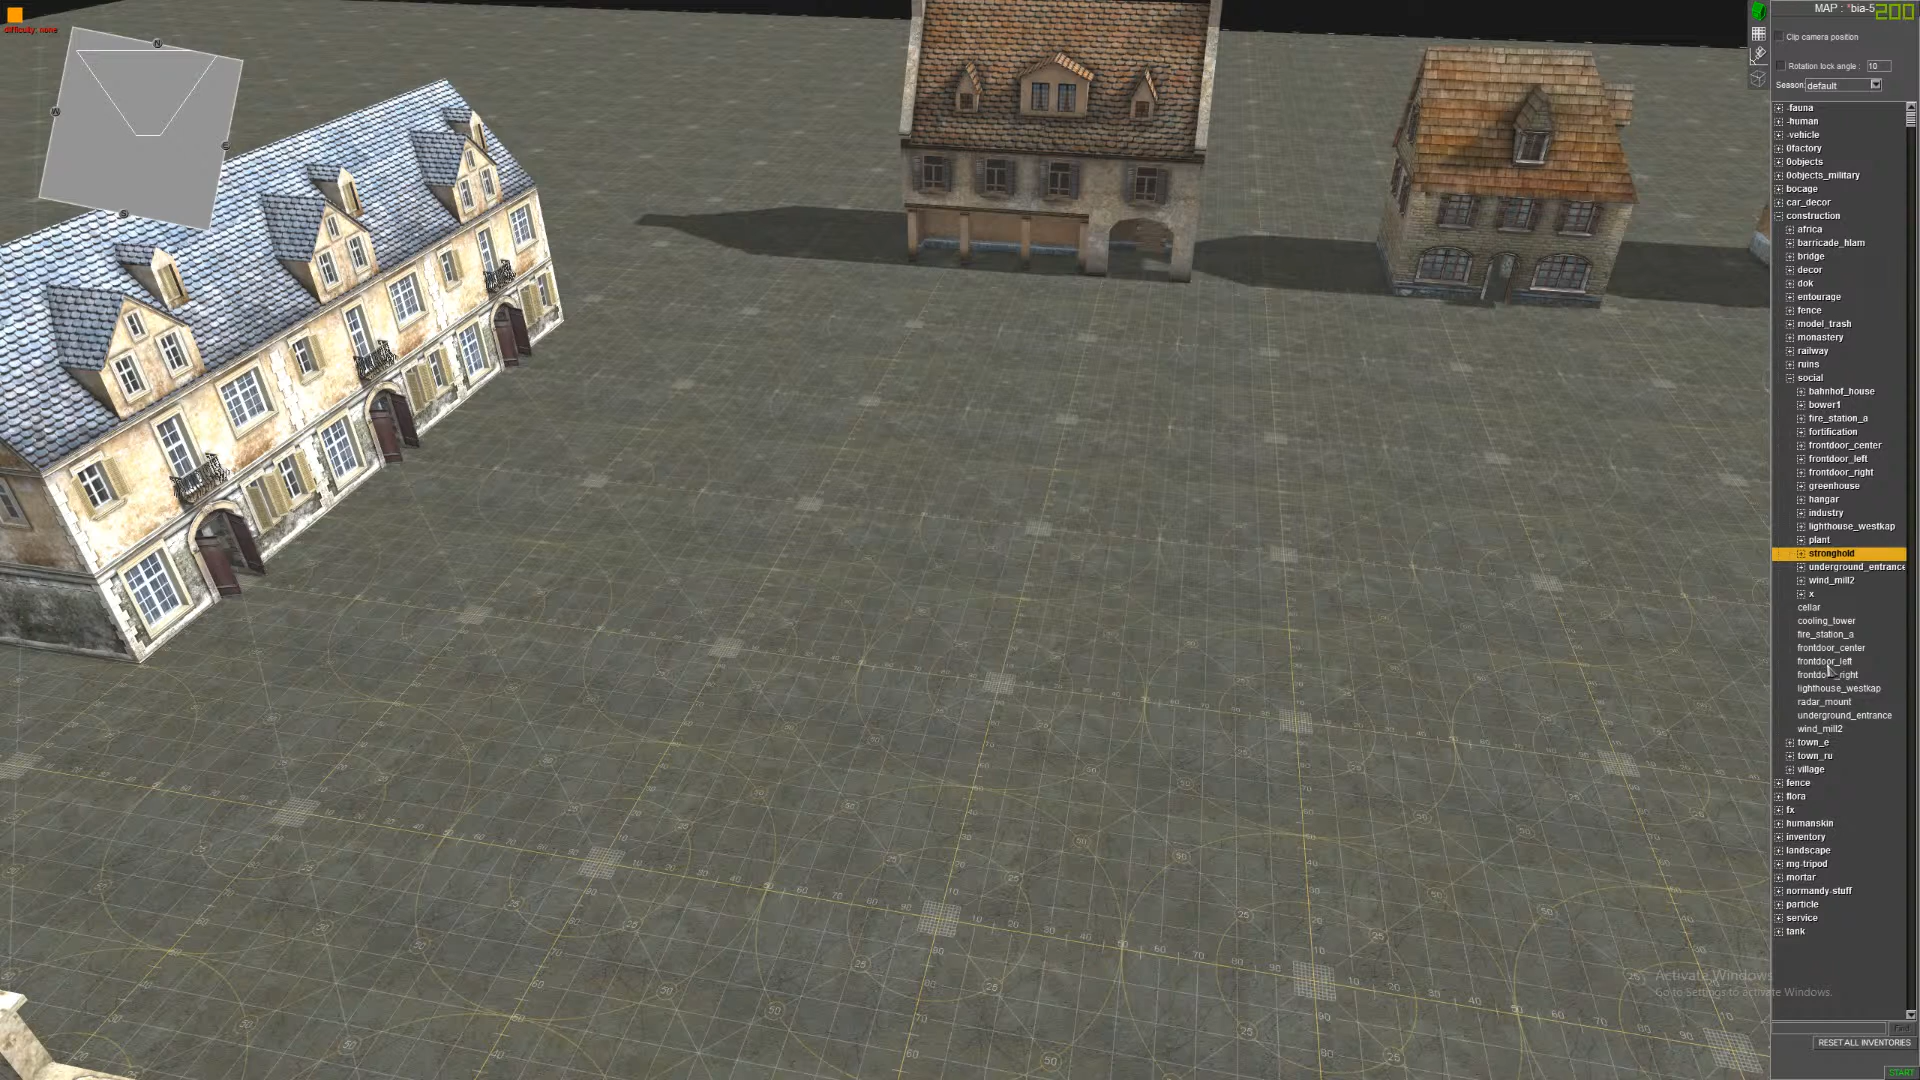 difficulty: none
N
W
S
MAP : *bia-5
200
Clip camera position
Rotation lock angle : 10
Season: default
-fauna
-human
-vehicle
0factory
0objects
0objects_military
bocage
car_decor
construction
africa
barricade_hlam
bridge
decor
dok
entourage
fence
model_trash
monastery
railway
ruins
social
bahnhof_house
bower1
fire_station_a
fortification
frontdoor_center
frontdoor_left
frontdoor_right
greenhouse
hangar
industry
lighthouse_westkap
plant
stronghold
underground_entrance
wind_mill2
x
cellar
cooling_tower
fire_station_a
frontdoor_center
frontdoor_left
frontdoor_right
lighthouse_westkap
radar_mount
underground_entrance
wind_mill2
town_e
town_ru
village
fence
flora
fx
humanskin
inventory
landscape
mg-tripod
mortar
normandy-stuff
particle
service
tank
Activate Windows
Go to Settings to activate Windows.
Find
RESET ALL INVENTORIES
START